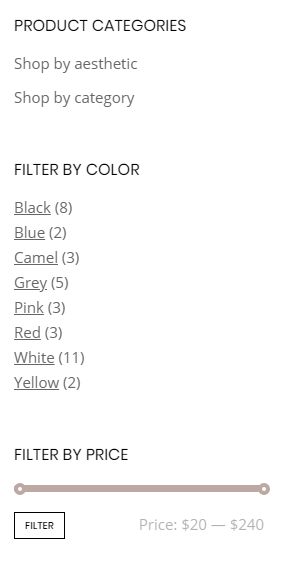 PRODUCT CATEGORIES
Shop by aesthetic
Shop by category
FILTER BY COLOR
Black (8)
Blue (2)
Camel (3)
Grey (5)
Pink (3)
Red (3)
White (11)
Yellow (2)
FILTER BY PRICE
FILTER Price: $20 — $240